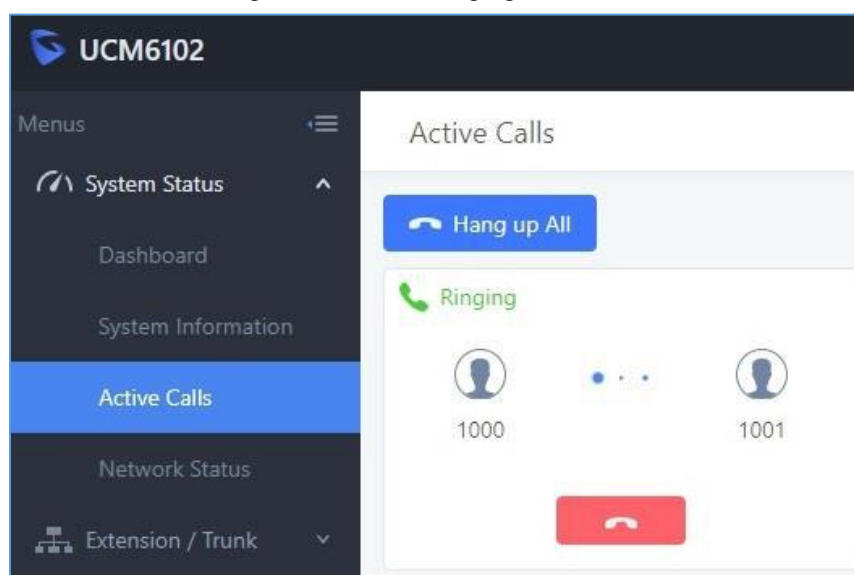 UCM6102
Menus
System Status
Dashboard
System Information
Active Calls
Network Status
Extension / Trunk
Active Calls
Hang up All
Ringing
1000
1001